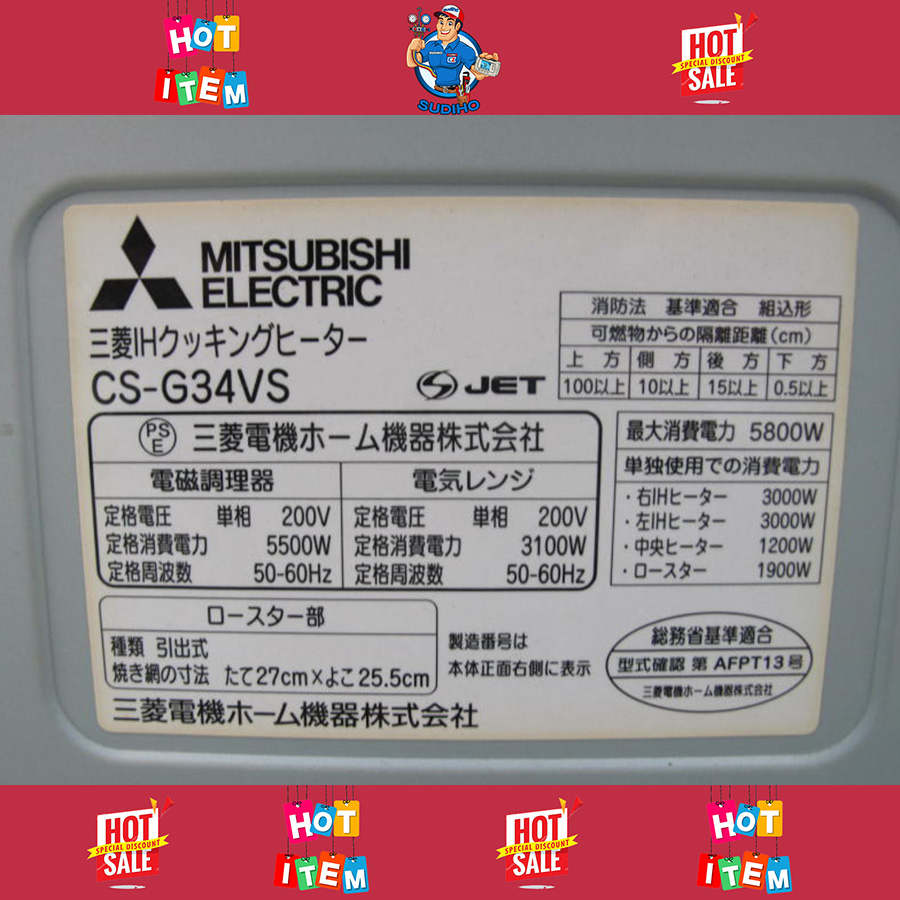 HOT
ITEM
SUDIHO
HOT
SPECIAL DISCOUNT
SALE
MITSUBISHI
ELECTRIC
三菱IHクッキングヒーター
CS-G34VS
JET
消防法 基準適合 組込形
可燃物からの隔離距離(cm)
上方 側方 後方 下方
100以上 10以上 15以上 0.5以上
PS
E
三菱電機ホーム機器株式会社
電磁調理器
定格電圧 単相 200V
定格消費電力 5500W
定格周波数 50-60Hz
電気レンジ
定格電圧 単相 200V
定格消費電力 3100W
定格周波数 50-60Hz
最大消費電力 5800W
単独使用での消費電力
・右IHヒーター 3000W
・左IHヒーター 3000W
・中央ヒーター 1200W
・ロースター 1900W
ロースター部
種類 引出式
焼き網の寸法 たて27cm×よこ25.5cm
製造番号は
本体正面右側に表示
総務省基準適合
型式確認 第 AFPT13号
三菱電機ホーム機器株式会社
三菱電機ホーム機器株式会社
HOT
SPECIAL DISCOUNT
SALE
HOT
ITEM
HOT
SPECIAL DISCOUNT
SALE
HOT
ITEM